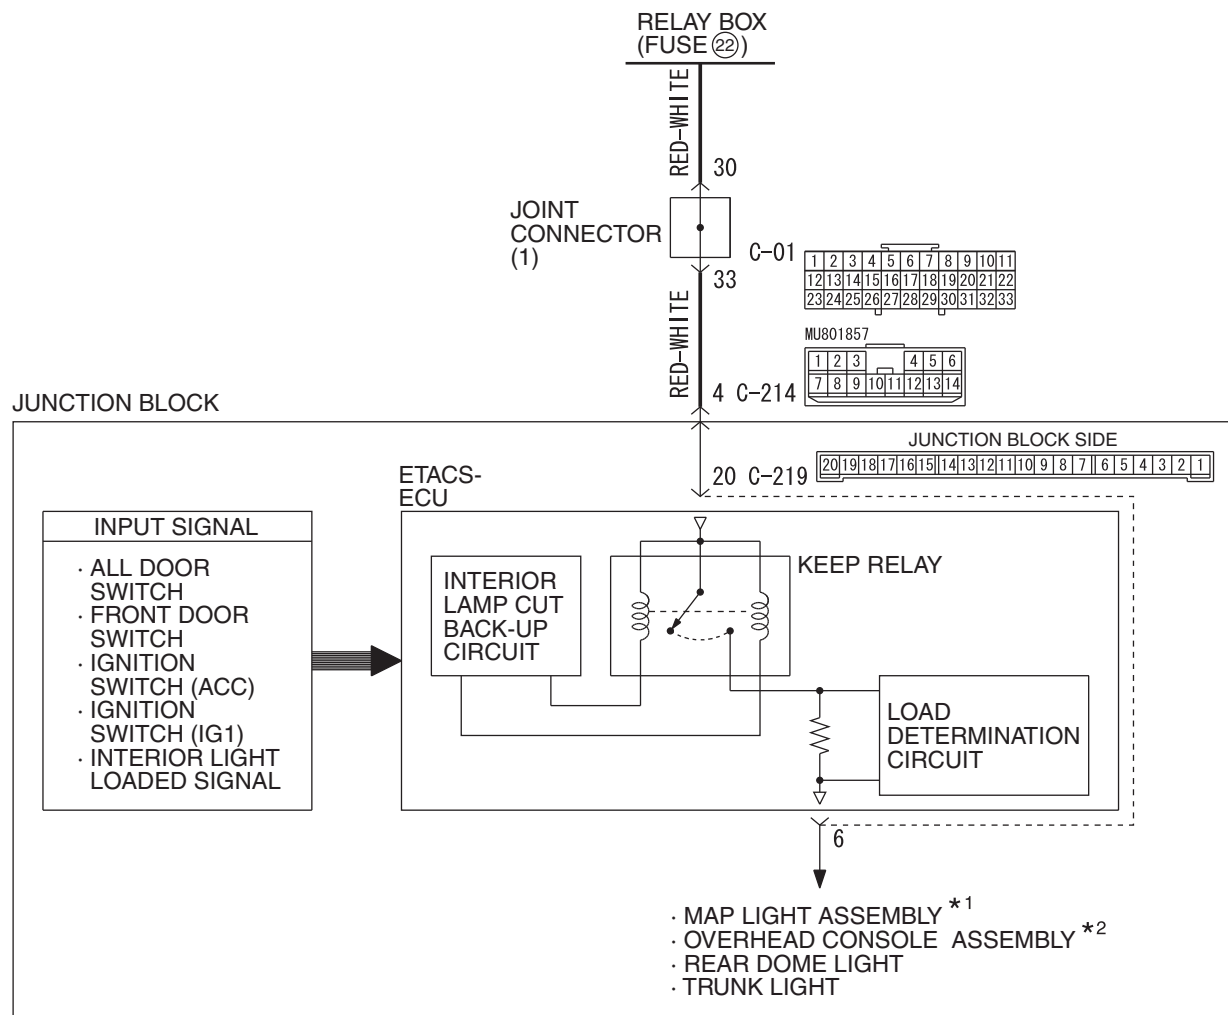 RELAY BOX
(FUSE 22)
RED-WHITE
30
JOINT
CONNECTOR
(1)
C-01
1 2 3 4 5 6 7 8 9 10 11
12 13 14 15 16 17 18 19 20 21 22
23 24 25 26 27 28 29 30 31 32 33
33
RED-WHITE
MU801857
1 2 3 4 5 6
7 8 9 10 11 12 13 14
4 C-214
JUNCTION BLOCK
JUNCTION BLOCK SIDE
20 19 18 17 16 15 14 13 12 11 10 9 8 7 6 5 4 3 2 1
20 C-219
ETACS-
ECU
INPUT SIGNAL
· ALL DOOR
SWITCH
· FRONT DOOR
SWITCH
· IGNITION
SWITCH (ACC)
· IGNITION
SWITCH (IG1)
· INTERIOR LIGHT
LOADED SIGNAL
INTERIOR
LAMP CUT
BACK-UP
CIRCUIT
KEEP RELAY
LOAD
DETERMINATION
CIRCUIT
6
· MAP LIGHT ASSEMBLY *1
· OVERHEAD CONSOLE ASSEMBLY *2
· REAR DOME LIGHT
· TRUNK LIGHT